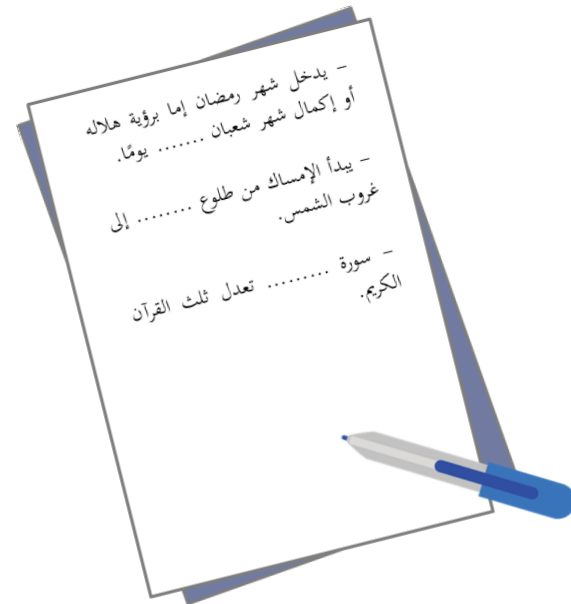 – يدخل شهر رمضان إما برؤية هلاله
أو إكمال شهر شعبان ....... يومًا.
– يبدأ الإمساك من طلوع ........ إلى
غروب الشمس.
– سورة ......... تعدل ثلث القرآن
الكريم.